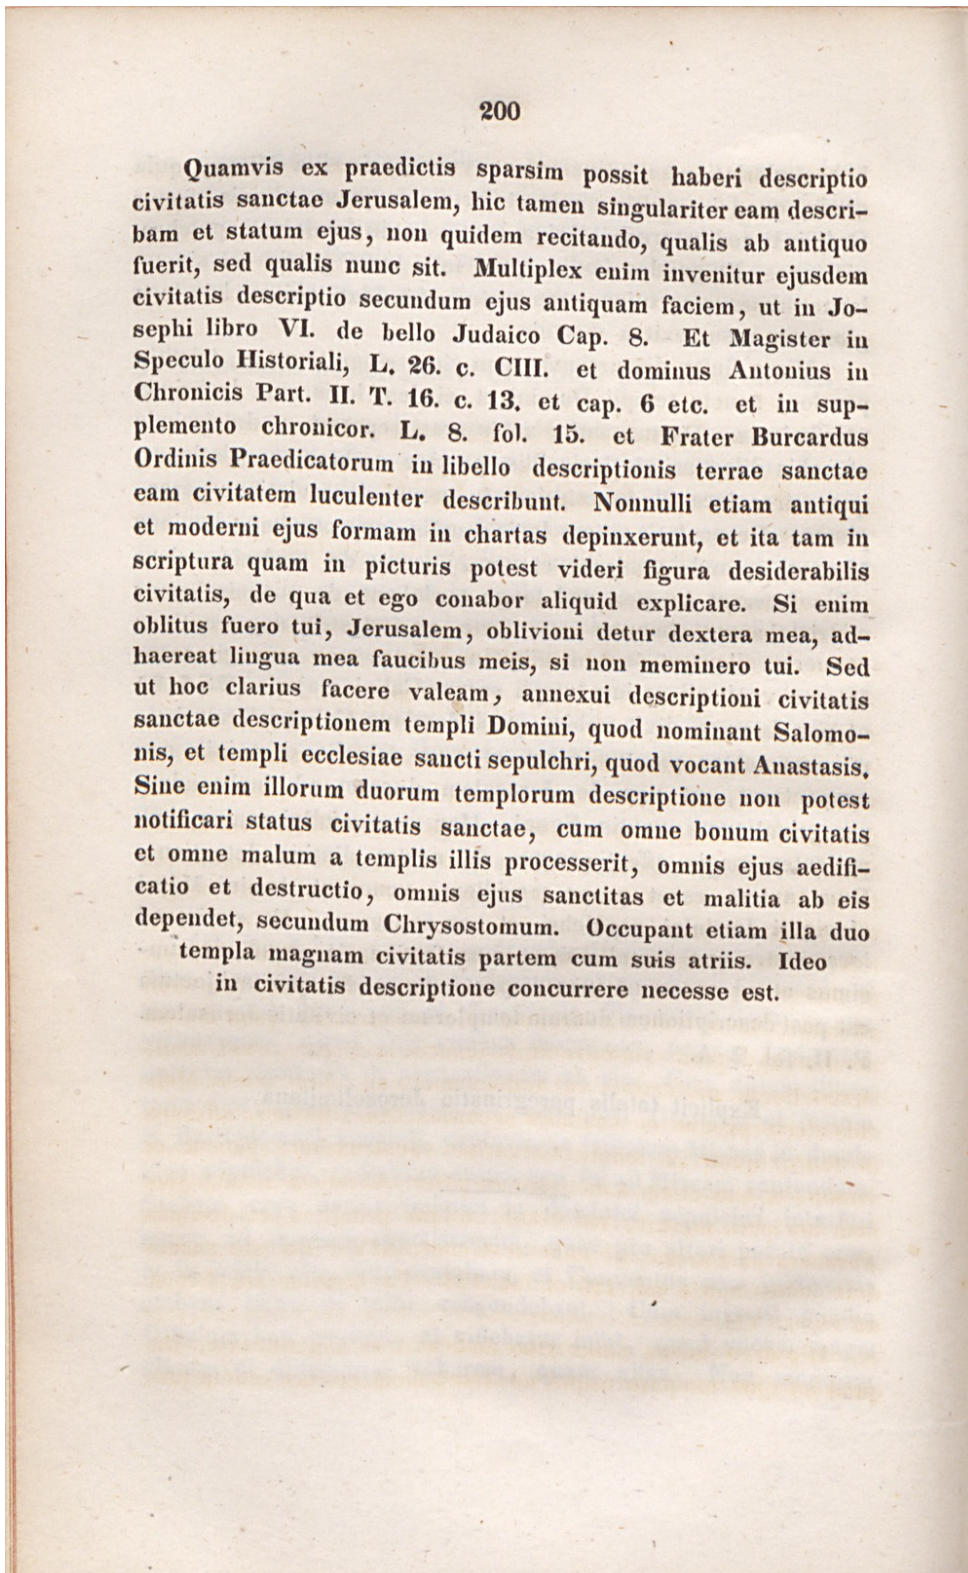 200
Quamvis ex praedictis sparsim possit haberi descriptio
civitatis sanctae Jerusalem, hic tamen singulariter eam descri-
bam et statum ejus, non quidem recitando, qualis ab antiquo
fuerit, sed qualis nunc sit. Multiplex enim invenitur ejusdem
civitatis descriptio secundum ejus antiquam faciem, ut in Jo-
sephi libro VI. de bello Judaico Cap. 8. Et Magister in
Speculo Historiali, L. 26. c. CIII. et dominus Antonius in
Chronicis Part. II. T. 16. c. 13. et cap. 6 etc. et in sup-
plemento chronicor. L. 8. fol. 15. et Frater Burcardus
Ordinis Praedicatorum in libello descriptionis terrae sanctae
eam civitatem luculenter describunt. Nonnulli etiam antiqui
et moderni ejus formam in chartas depinxerunt, et ita tam in
scriptura quam in picturis potest videri figura desiderabilis
civitatis, de qua et ego conabor aliquid explicare. Si enim
oblitus fuero tui, Jerusalem, oblivioni detur dextera mea, ad-
haereat lingua mea faucibus meis, si non meminero tui. Sed
ut hoc clarius facere valeam, annexui descriptioni civitatis
sanctae descriptionem templi Domini, quod nominant Salomo-
nis, et templi ecclesiae sancti sepulchri, quod vocant Anastasis.
Sine enim illorum duorum templorum descriptione non potest
notificari status civitatis sanctae, cum omne bonum civitatis
et omne malum a templis illis processerit, omnis ejus aedifi-
catio et destructio, omnis ejus sanctitas et malitia ab eis
dependet, secundum Chrysostomum. Occupant etiam illa duo
templa magnam civitatis partem cum suis atriis. Ideo
in civitatis descriptione concurrere necesse est.